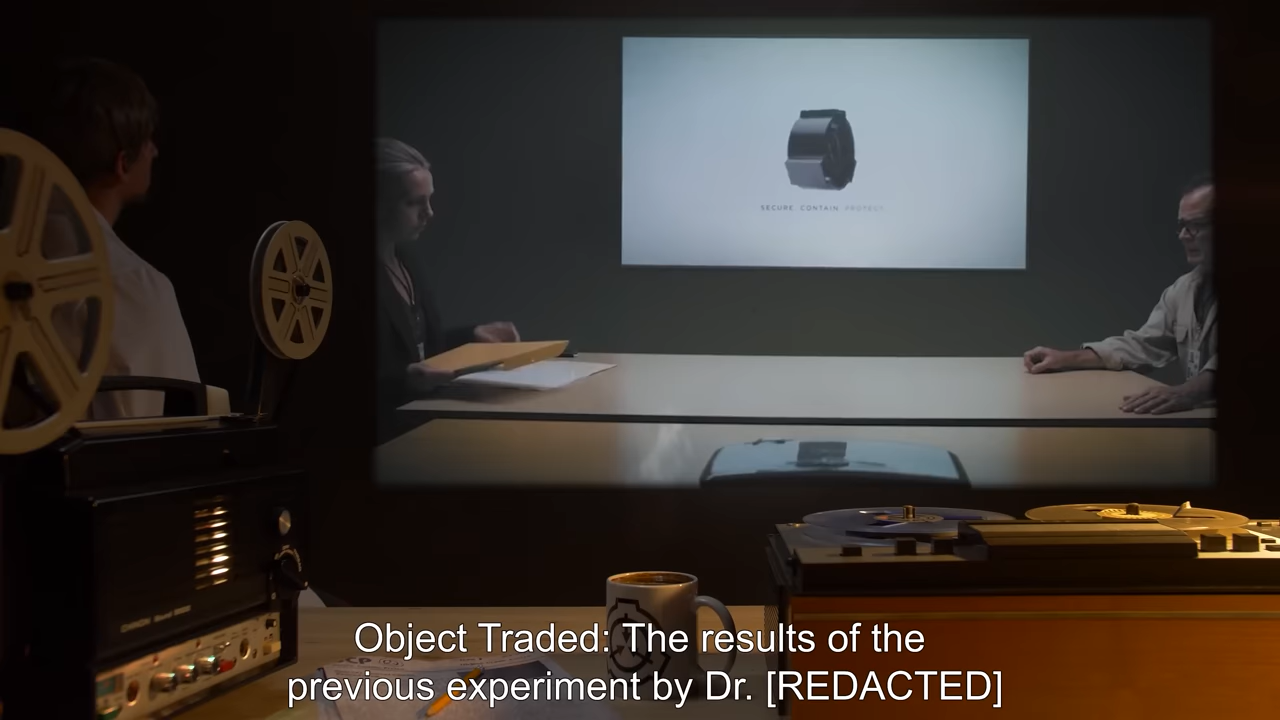 SECURE. CONTAIN. PROTECT.
Object Traded: The results of the
previous experiment by Dr. [REDACTED]